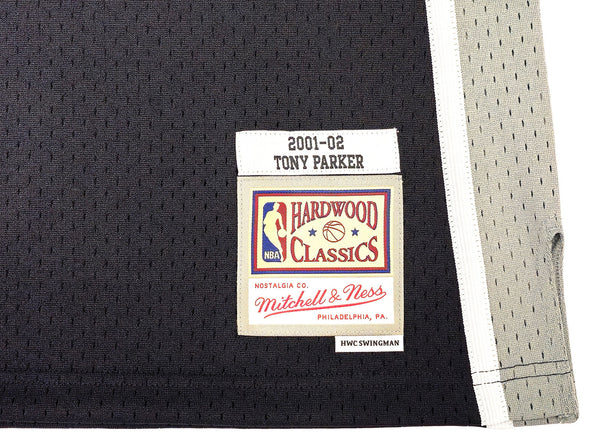 2001-02
TONY PARKER
HARDWOOD
NBA
CLASSICS
NOSTALGIA CO.
Mitchell & Ness
PHILADELPHIA, PA.
HWC SWINGMAN